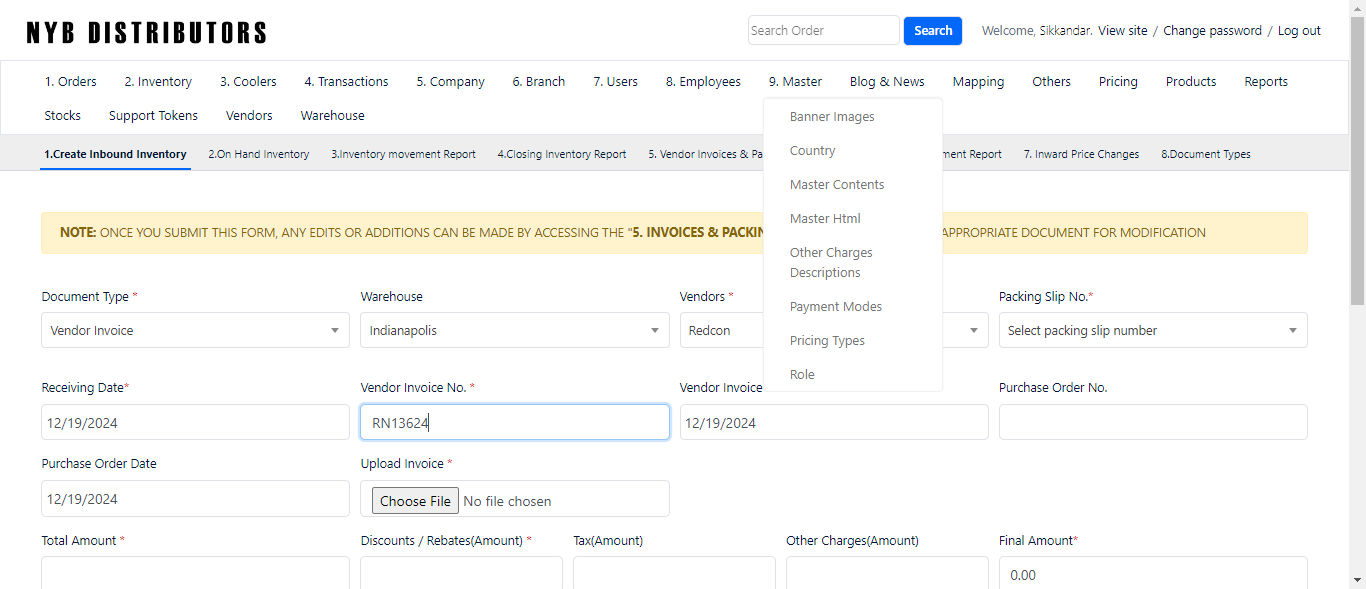 NYB DISTRIBUTORS
Search Order
Search
Welcome, Sikkandar. View site / Change password / Log out
1. Orders 2. Inventory 3. Coolers 4. Transactions 5. Company 6. Branch 7. Users 8. Employees 9. Master Blog & News Mapping Others Pricing Products Reports
Stocks Support Tokens Vendors Warehouse
Banner Images
Country
Master Contents
Master Html
Other Charges
Descriptions
Payment Modes
Pricing Types
Role
1.Create Inbound Inventory 2.On Hand Inventory 3.Inventory movement Report 4.Closing Inventory Report 5. Vendor Invoices & Pa ment Report 7. Inward Price Changes 8.Document Types
NOTE: ONCE YOU SUBMIT THIS FORM, ANY EDITS OR ADDITIONS CAN BE MADE BY ACCESSING THE "5. INVOICES & PACKIN APPROPRIATE DOCUMENT FOR MODIFICATION
Document Type * Warehouse Vendors * Packing Slip No.*
Vendor Invoice Indianapolis Redcon Select packing slip number
Receiving Date* Vendor Invoice No. * Vendor Invoice Purchase Order No.
12/19/2024 RN13624 12/19/2024
Purchase Order Date Upload Invoice *
12/19/2024 Choose File No file chosen
Total Amount * Discounts / Rebates(Amount) * Tax(Amount) Other Charges(Amount) Final Amount*
0.00